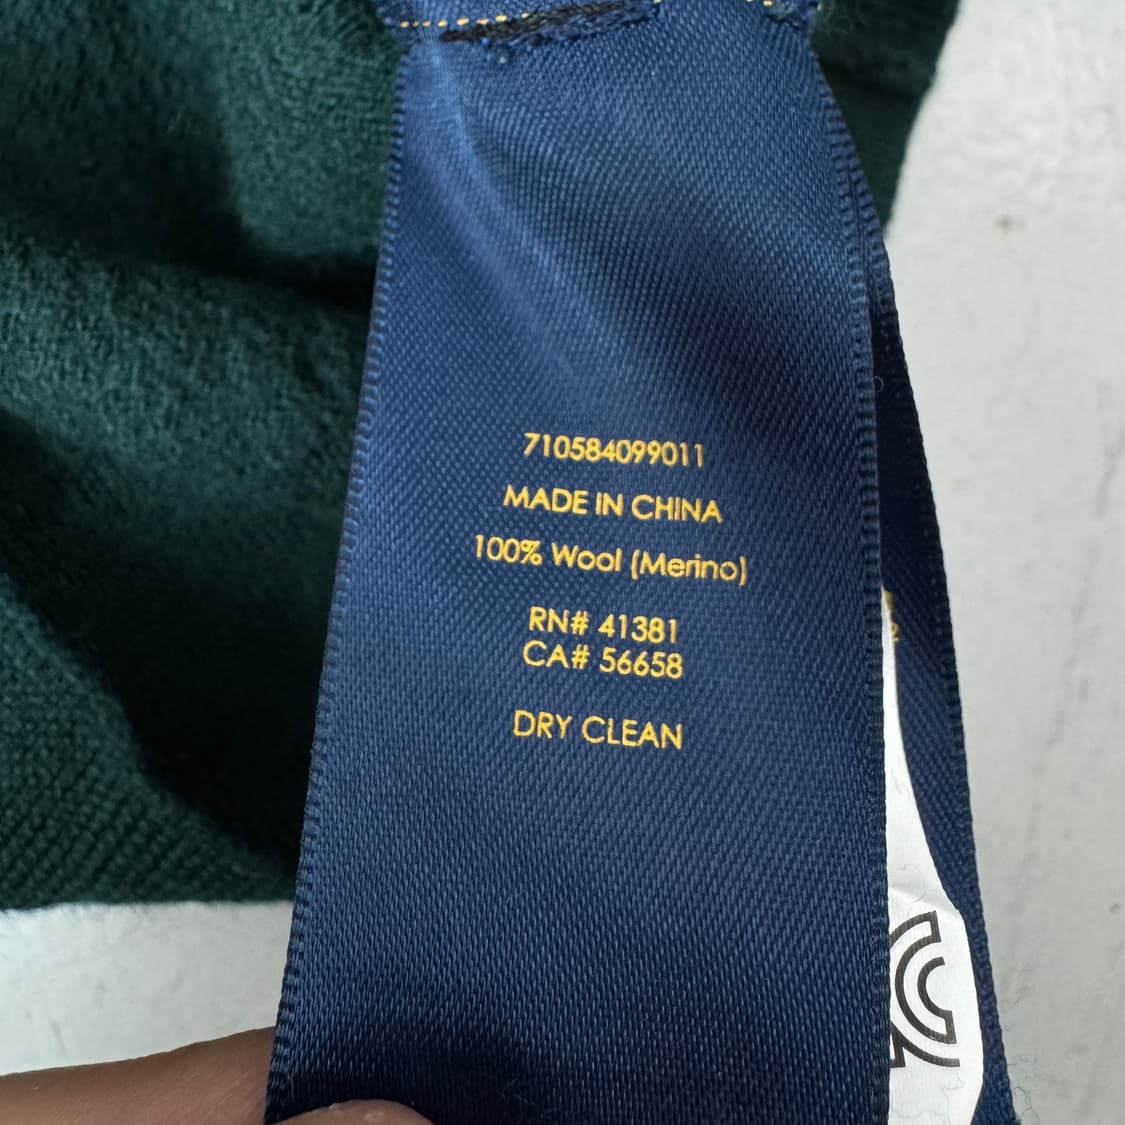 710584099011
MADE IN CHINA
100% Wool (Merino)
RN# 41381
CA# 56658
DRY CLEAN